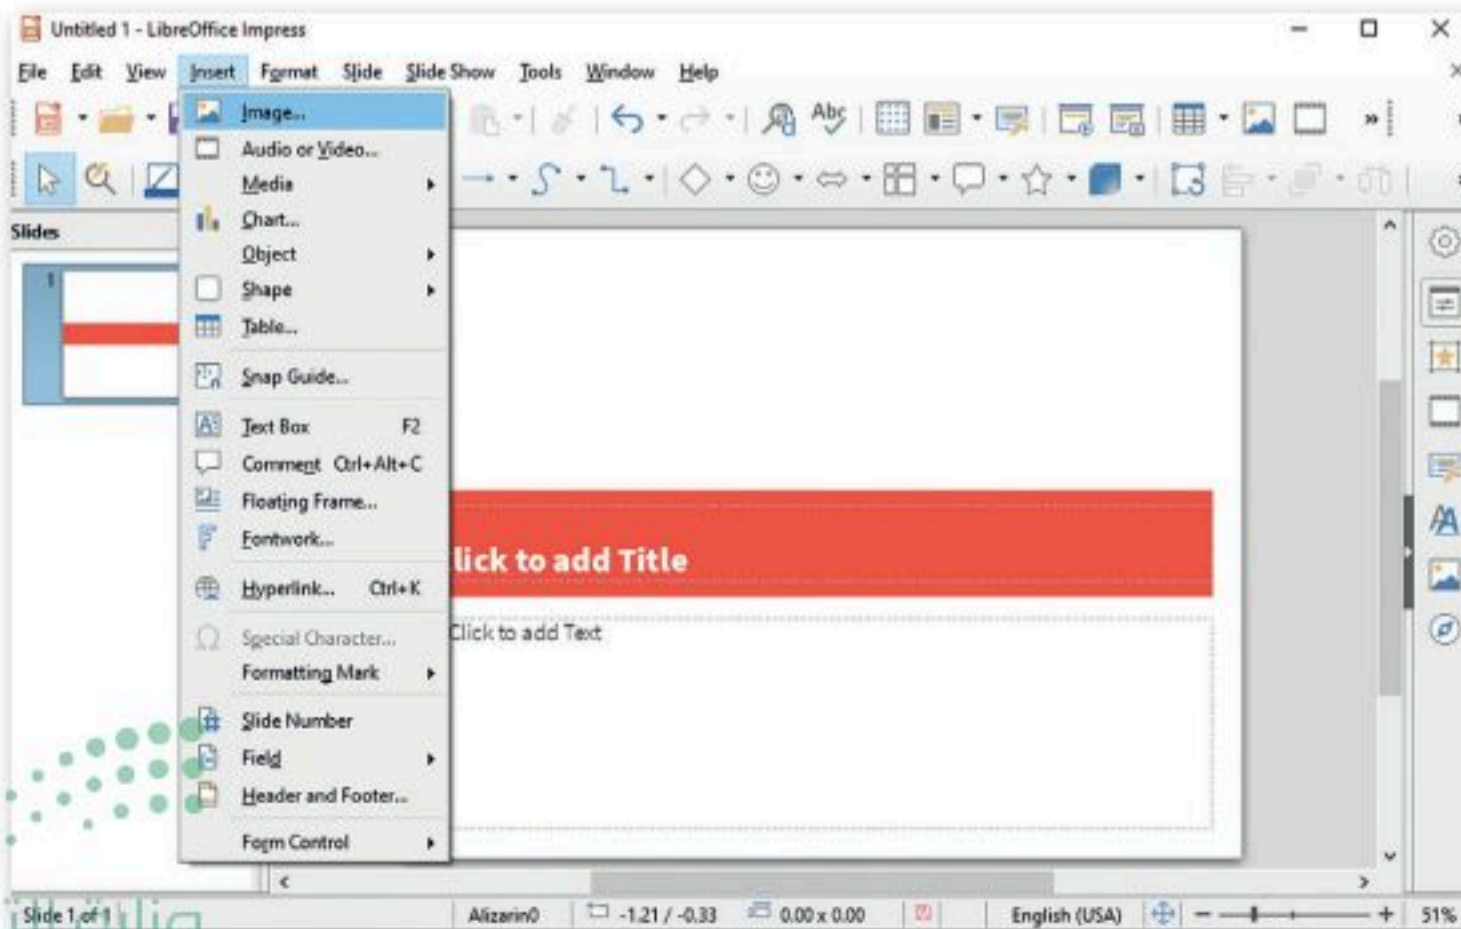 Untitled 1 - LibreOffice Impress
File Edit View Insert Format Slide Slide Show Tools Window Help
Image...
Abc
Audio or Video...
Media
Chart...
Slides
Object
1
Shape
Table...
Snap Guide...
Text Box F2
Comment Ctrl+Alt+C
Floating Frame...
Fontwork...
lick to add Title
Hyperlink... Ctrl+K
Special Character...
Click to add Text
Formatting Mark
Slide Number
Field
Header and Footer...
Form Control
Slide 1 of 1 Alizarin0 -1.21 / -0.33 0.00 x 0.00 English (USA) 51%